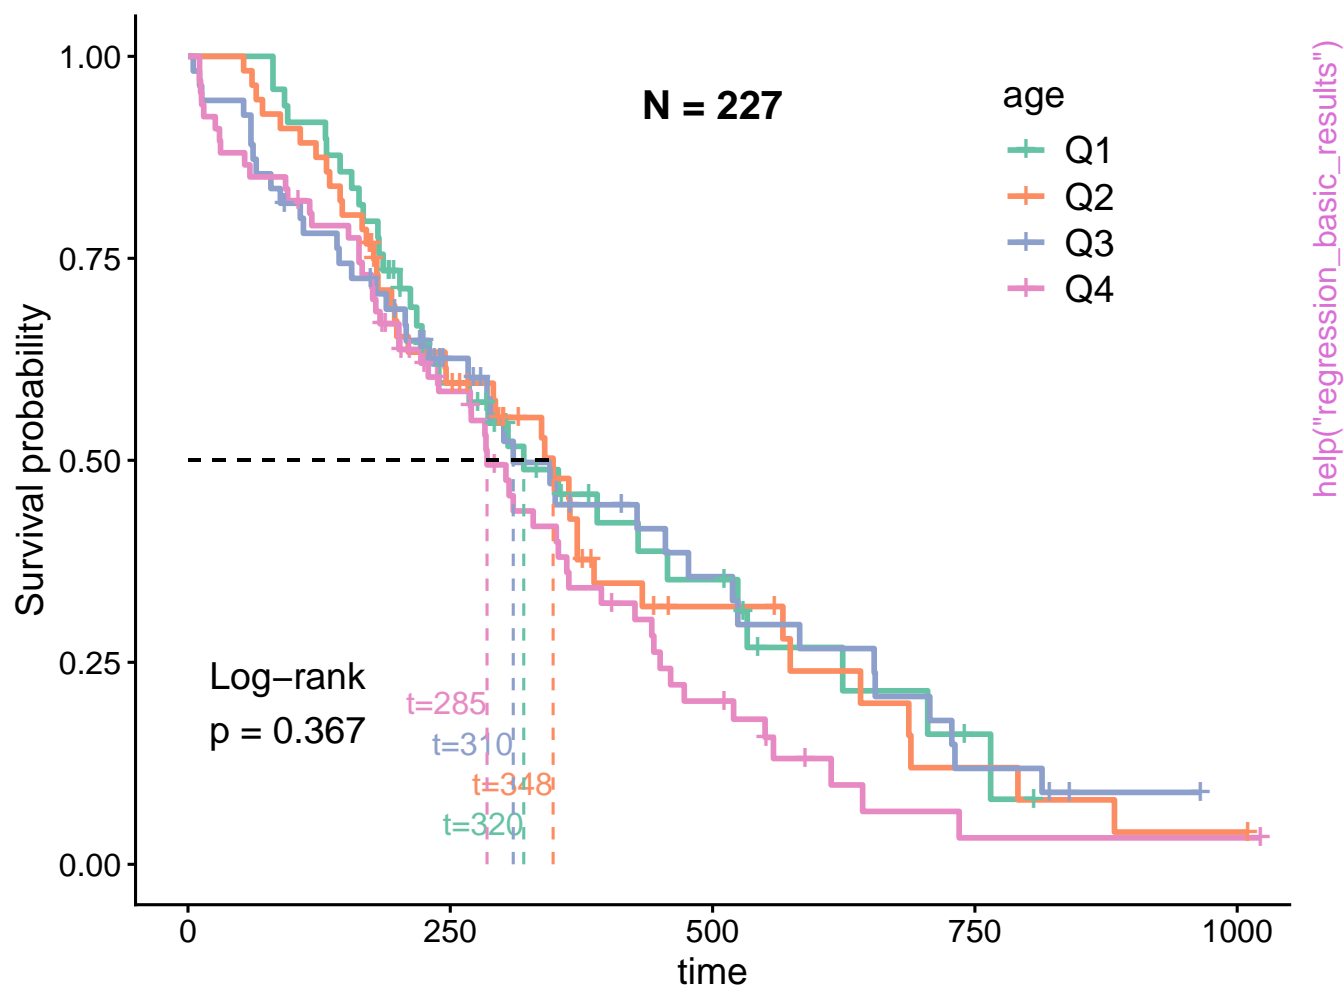 1.00
0.75
0.50
0.25
0.00
Survival probability
N = 227
age
Q1
Q2
Q3
Q4
help("regression_basic_results")
Log−rank
p = 0.367
t=285
t=310
t=348
t=320
0
250
500
750
1000
time